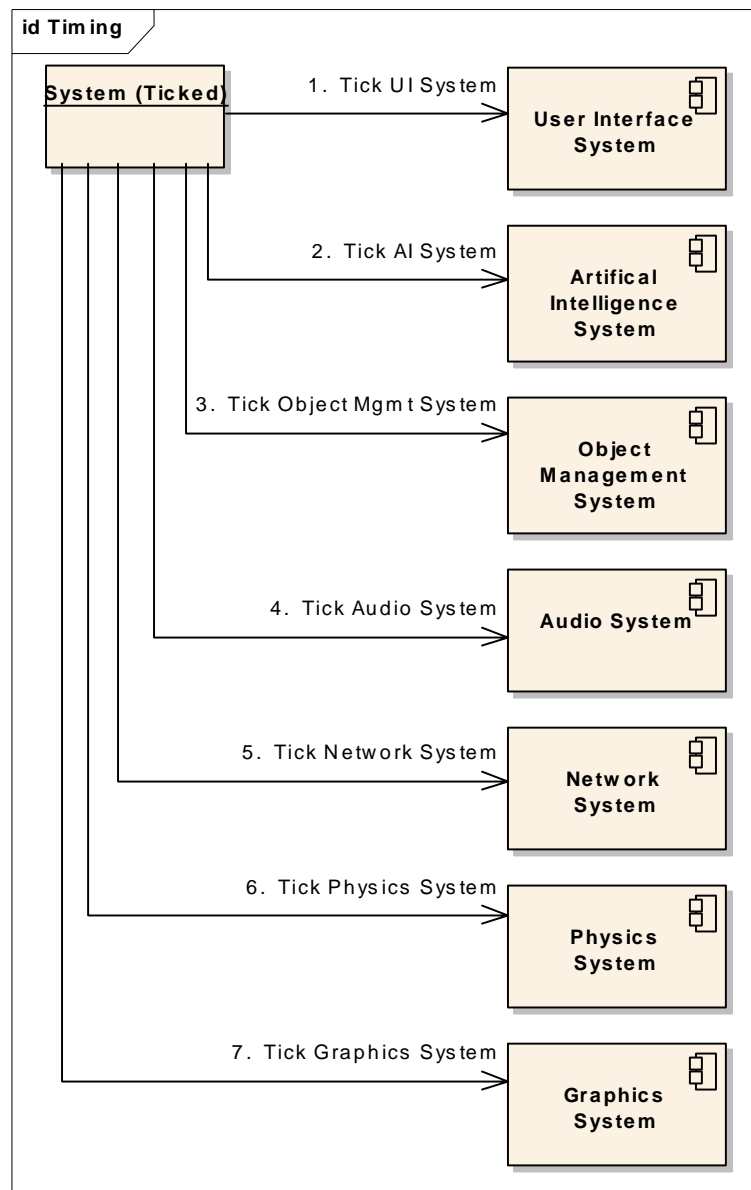 id Timing
System (Ticked)
1. Tick UI System
User Interface
System
2. Tick AI System
Artifical
Intelligence
System
3. Tick Object Mgmt System
Object
Management
System
4. Tick Audio System
Audio System
5. Tick Network System
Network
System
6. Tick Physics System
Physics
System
7. Tick Graphics System
Graphics
System